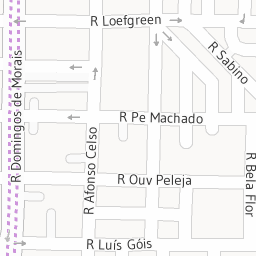 R Loefgreen
R Sabino
R Domingos de Morais
R Pe Machado
R Afonso Celso
R Ouv Peleja
R Bela Flor
R Luís Góis